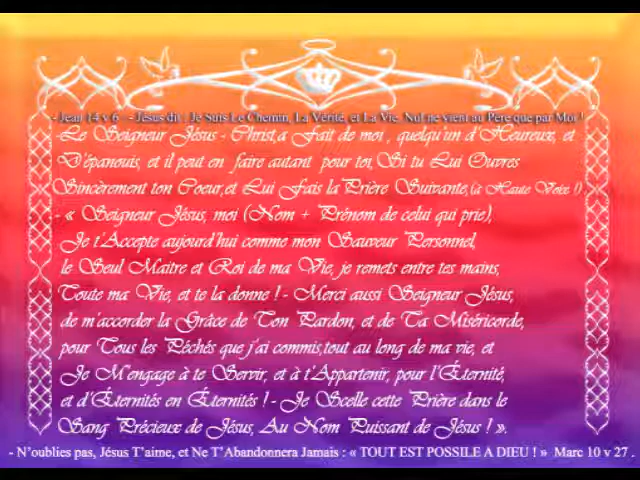 - Jean 14 v 6 - Jésus dit : Je Suis Le Chemin, La Vérité, et La Vie. Nul ne vient au Père que par Moi !
-Le Seigneur Jésus - Christ,a Fait de moi , quelqu'un d'Heureux, et
D'épanouis, et il peut en faire autant pour toi, Si tu Lui Ouvres
Sincèrement ton Coeur,et Lui Fais la Prière Suivante,(à Haute Voix !) :
- « Seigneur Jésus, moi (Nom + Prénom de celui qui prie),
Je t'Accepte aujourd'hui comme mon Sauveur Personnel,
le Seul Maitre et Roi de ma Vie, je remets entre tes mains,
Toute ma Vie, et te la donne ! - Merci aussi Seigneur Jésus,
de m'accorder la Grâce de Ton Pardon, et de Ta Miséricorde,
pour Tous les Péchés que j'ai commis,tout au long de ma vie, et
Je M'engage à te Servir, et à t'Appartenir, pour l'Éternité,
et d'Éternités en Éternités ! - Je Scelle cette Prière dans le
Sang Précieux de Jésus, Au Nom Puissant de Jésus ! ».
- N'oublies pas, Jésus T'aime, et Ne T'Abandonnera Jamais : « TOUT EST POSSILE A DIEU ! » Marc 10 v 27 .